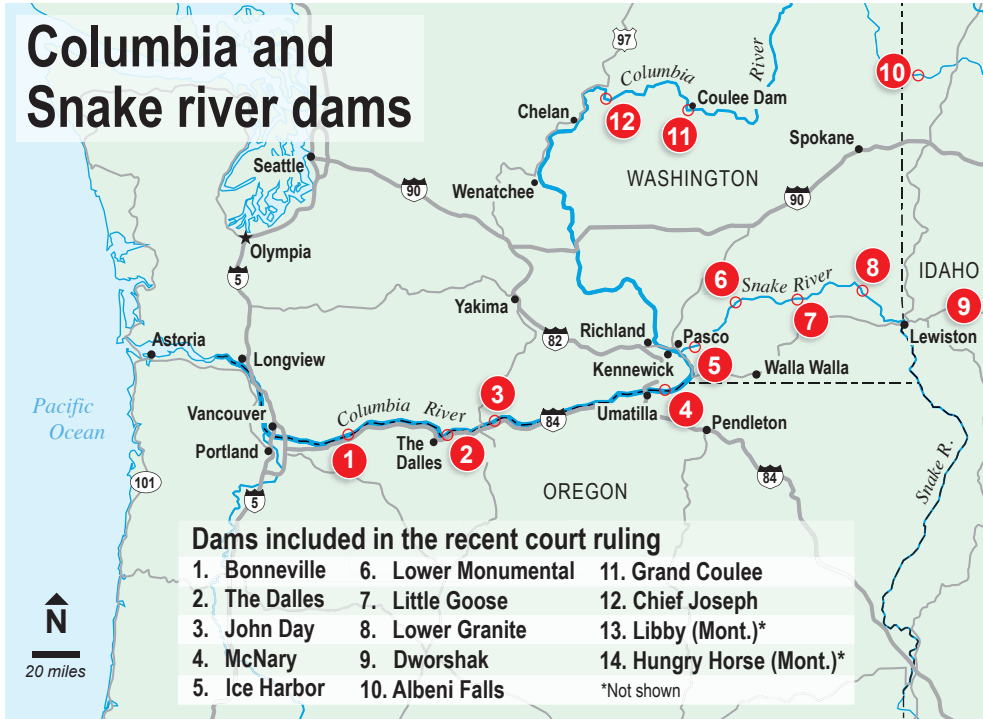 Columbia and
Snake river dams
97
Columbia
River
10
Coulee Dam
Chelan
12
11
Spokane
Seattle
90
Wenatchee
WASHINGTON
90
Olympia
5
8
IDAHO
6
Snake River
9
Yakima
7
Richland
Pasco
Lewiston
82
Astoria
Longview
Kennewick
5
Walla Walla
3
Umatilla
4
Pacific
Ocean
Vancouver
Columbia River
84
Pendleton
Portland
The
Dalles
1
2
Snake R.
101
5
OREGON
84
Dams included in the recent court ruling
1. Bonneville
2. The Dalles
3. John Day
4. McNary
5. Ice Harbor
6. Lower Monumental
7. Little Goose
8. Lower Granite
9. Dworshak
10. Albeni Falls
11. Grand Coulee
12. Chief Joseph
13. Libby (Mont.)*
14. Hungry Horse (Mont.)*
*Not shown
N
20 miles